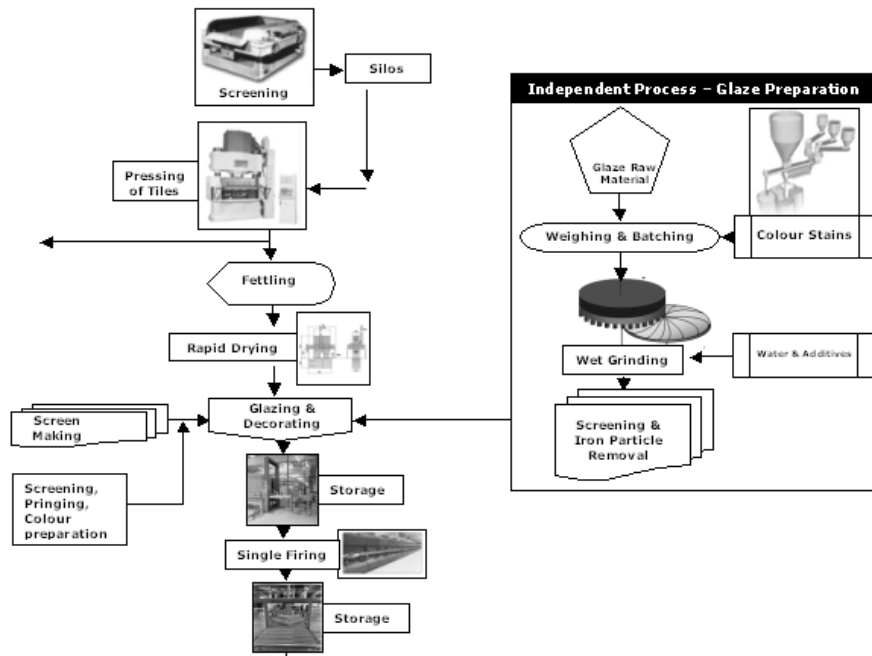 Screening
Silos
Independent Process – Glaze Preparation
Glaze Raw
Material
Pressing
of Tiles
Weighing & Batching
Colour Stains
Fettling
Rapid Drying
Wet Grinding
Water & Additives
Glazing &
Decorating
Screen
Making
Screening &
Iron Particle
Removal
Screening,
Pringing,
Colour
preparation
Storage
Single Firing
Storage